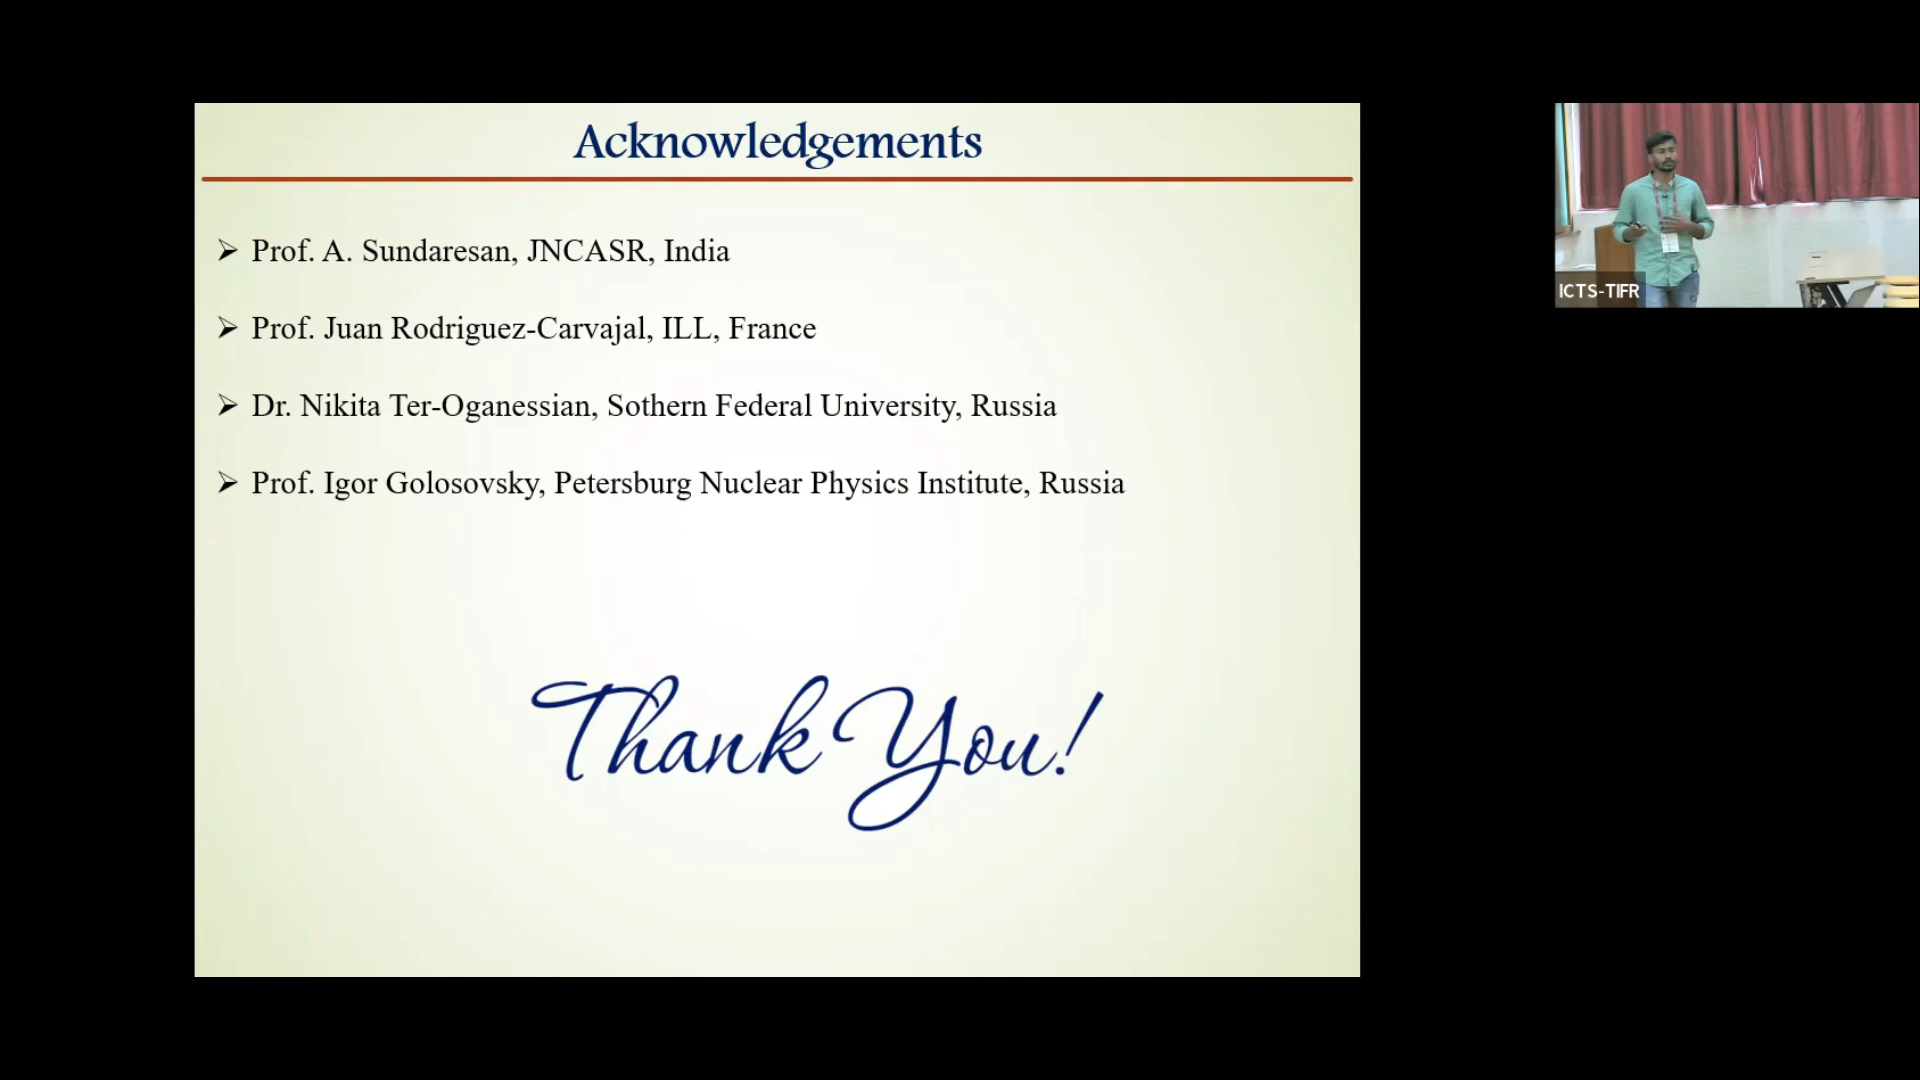 Acknowledgements
➢ Prof. A. Sundaresan, JNCASR, India
➢ Prof. Juan Rodriguez-Carvajal, ILL, France
➢ Dr. Nikita Ter-Oganessian, Sothern Federal University, Russia
➢ Prof. Igor Golosovsky, Petersburg Nuclear Physics Institute, Russia
Thank You!
ICTS-TIFR